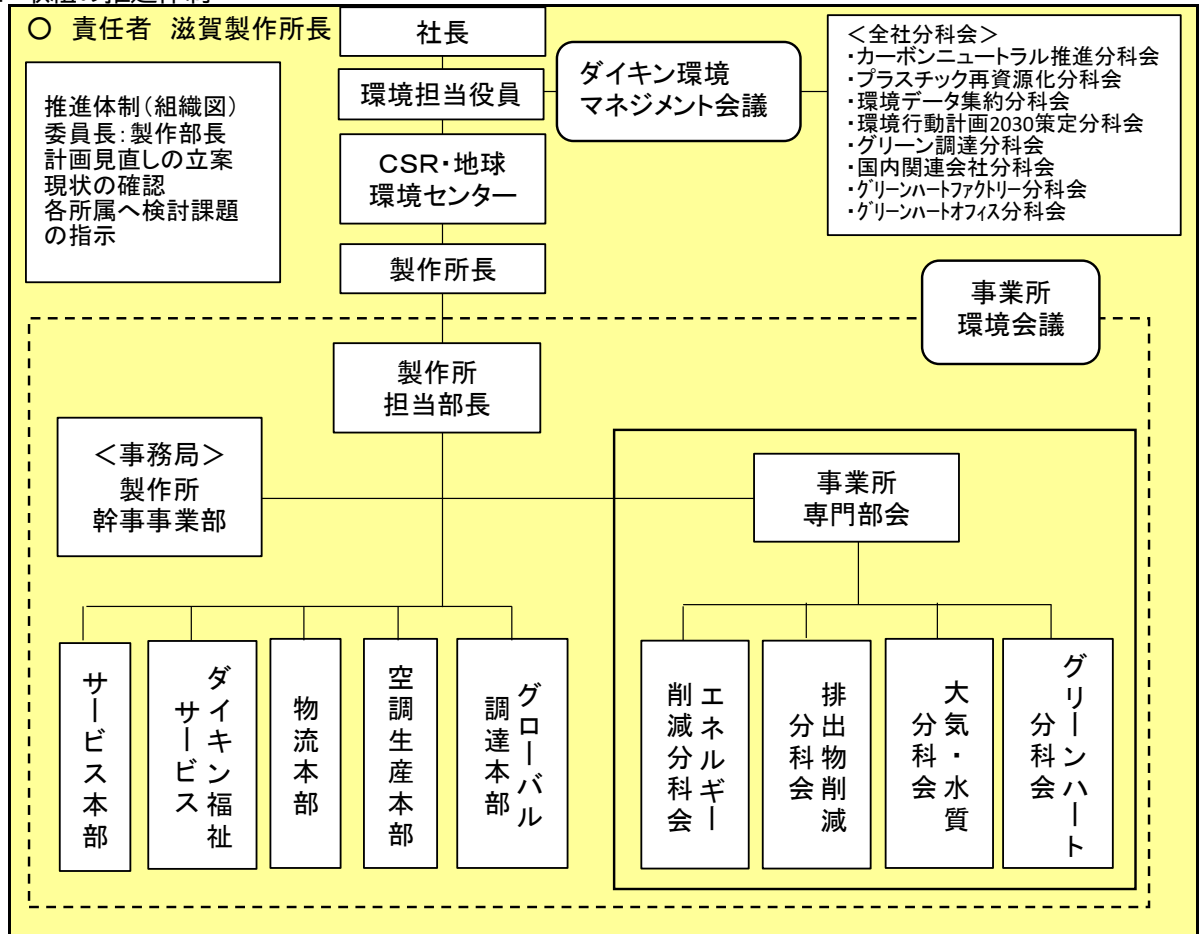 〇 責任者 滋賀製作所長
推進体制(組織図)
委員長:製作部長
計画見直しの立案
現状の確認
各所属へ検討課題
の指示
社長
環境担当役員
CSR・地球
環境センター
製作所長
ダイキン環境
マネジメント会議
<全社分科会>
・カーボンニュートラル推進分科会
・プラスチック再資源化分科会
・環境データ集約分科会
・環境行動計画2030策定分科会
・グリーン調達分科会
・国内関連会社分科会
・グリーンハートファクトリー分科会
・グリーンハートオフィス分科会
事業所
環境会議
製作所
担当部長
<事務局>
製作所
幹事事業部
事業所
専門部会
サービス本部
ダイキン福祉
サービス
物流本部
空調生産本部
グローバル
調達本部
エネルギー
削減分科会
排出物削減
分科会
大気・水質
分科会
グリーンハート
分科会